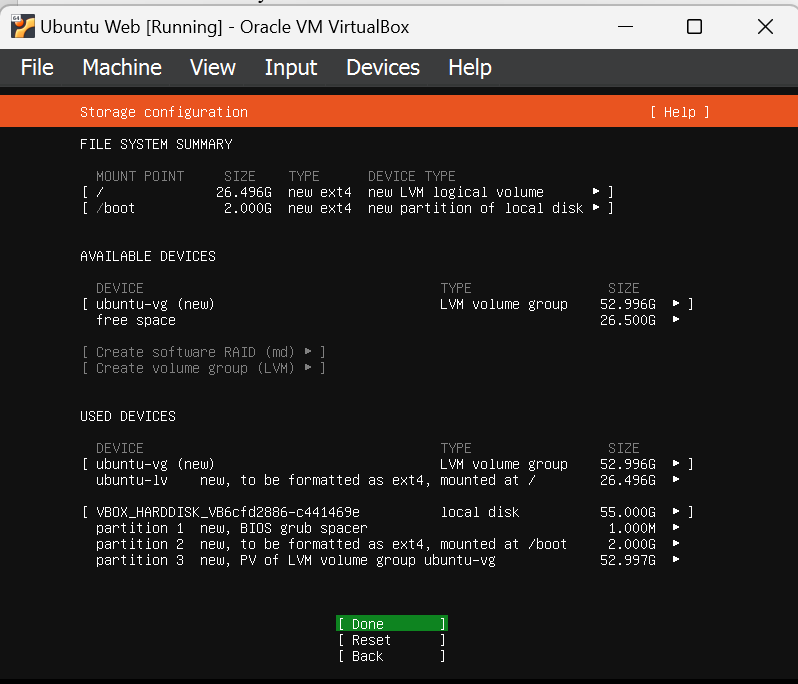 Ubuntu Web [Running] - Oracle VM VirtualBox
File Machine View Input Devices Help
Storage configuration [ Help ]
FILE SYSTEM SUMMARY
MOUNT POINT SIZE TYPE DEVICE TYPE
[ / 26.496G new ext4 new LVM logical volume ▸ ]
[ /boot 2.000G new ext4 new partition of local disk ▸ ]
AVAILABLE DEVICES
DEVICE TYPE SIZE
[ ubuntu-vg (new) LVM volume group 52.996G ▸ ]
free space 26.500G ▸
[ Create software RAID (md) ▸ ]
[ Create volume group (LVM) ▸ ]
USED DEVICES
DEVICE TYPE SIZE
[ ubuntu-vg (new) LVM volume group 52.996G ▸ ]
ubuntu-lv new, to be formatted as ext4, mounted at / 26.496G ▸
[ VBOX_HARDDISK_VB6cfd2886-c441469e local disk 55.000G ▸ ]
partition 1 new, BIOS grub spacer 1.000M ▸
partition 2 new, to be formatted as ext4, mounted at /boot 2.000G ▸
partition 3 new, PV of LVM volume group ubuntu-vg 52.997G ▸
[ Done ]
[ Reset ]
[ Back ]